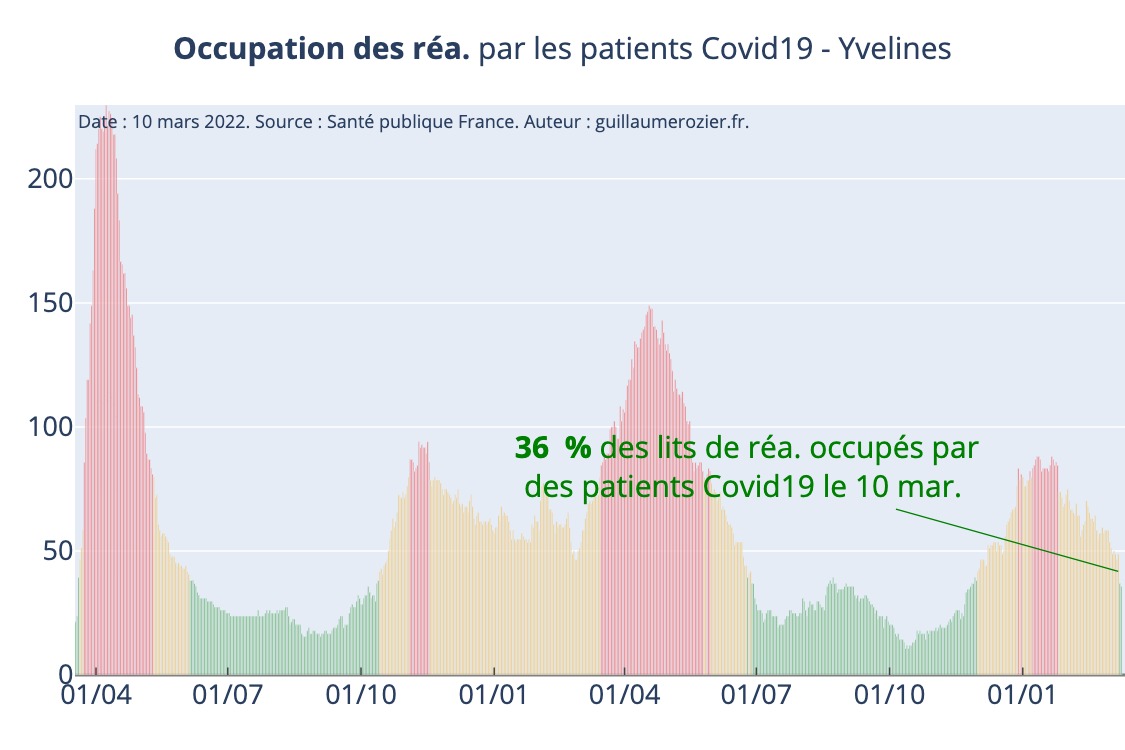 Occupation des réa. par les patients Covid19 - Yvelines
Date : 10 mars 2022. Source : Santé publique France. Auteur : guillaumerozier.fr.
200
150
100
36 % des lits de réa. occupés par
des patients Covid19 le 10 mar.
50
0
01/04 01/07 01/10 01/01 01/04 01/07 01/10 01/01